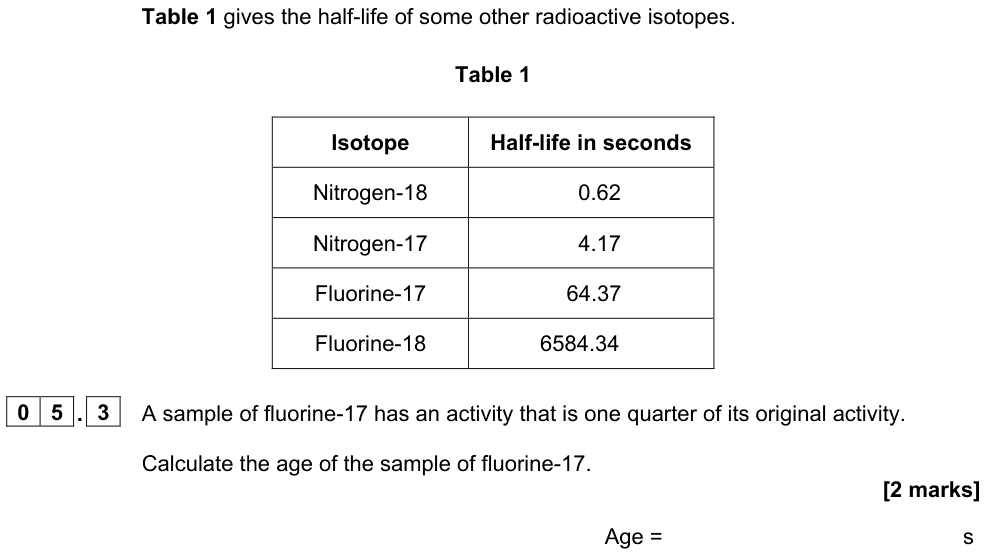 Table 1 gives the half-life of some other radioactive isotopes.
Table 1
Isotope Half-life in seconds
Nitrogen-18 0.62
Nitrogen-17 4.17
Fluorine-17 64.37
Fluorine-18 6584.34
0 5 . 3 A sample of fluorine-17 has an activity that is one quarter of its original activity.
Calculate the age of the sample of fluorine-17.
[2 marks]
Age = s